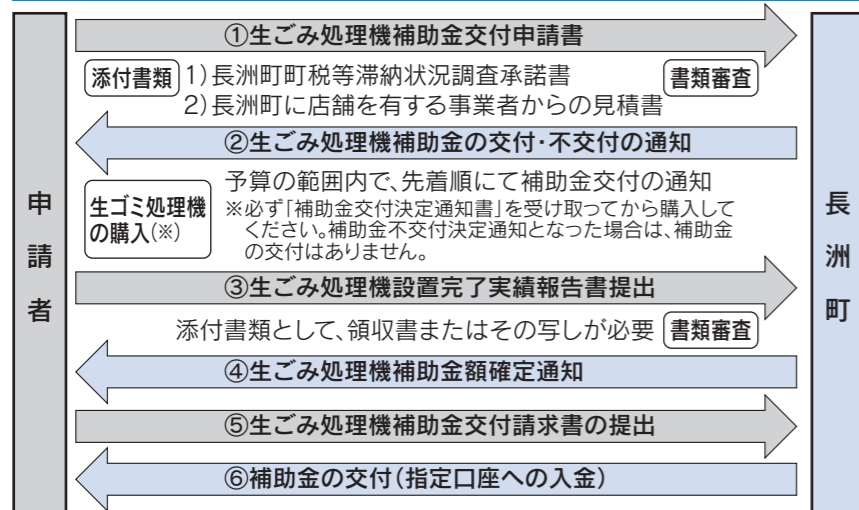 ①生ごみ処理機補助金交付申請書
添付書類
1)長洲町町税等滞納状況調査承諾書
書類審査
2)長洲町に店舗を有する事業者からの見積書
②生ごみ処理機補助金の交付・不交付の通知
申請者
長洲町
生ゴミ処理機
の購入(※)
予算の範囲内で、先着順にて補助金交付の通知
※必ず「補助金交付決定通知書」を受け取ってから購入して
ください。補助金不交付決定通知となった場合は、補助金
の交付はありません。
③生ごみ処理機設置完了実績報告書提出
添付書類として、領収書またはその写しが必要
書類審査
④生ごみ処理機補助金額確定通知
⑤生ごみ処理機補助金交付請求書の提出
⑥補助金の交付(指定口座への入金)